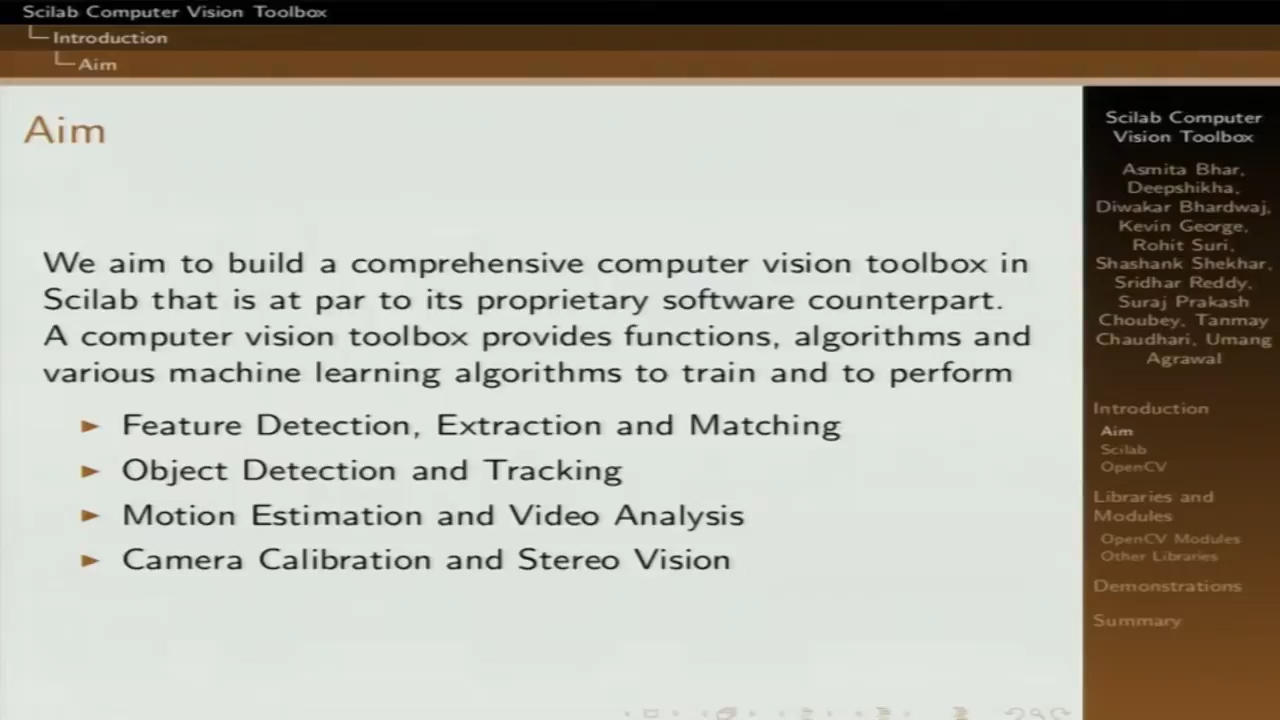 Scilab Computer Vision Toolbox
Introduction
Aim
Aim
We aim to build a comprehensive computer vision toolbox in
Scilab that is at par to its proprietary software counterpart.
A computer vision toolbox provides functions, algorithms and
various machine learning algorithms to train and to perform
Feature Detection, Extraction and Matching
Object Detection and Tracking
Motion Estimation and Video Analysis
Camera Calibration and Stereo Vision
Scilab Computer
Vision Toolbox
Asmita Bhar,
Deepshikha,
Diwakar Bhardwaj,
Kevin George,
Rohit Suri,
Shashank Shekhar,
Sridhar Reddy,
Suraj Prakash
Choubey, Tanmay
Chaudhari, Umang
Agrawal
Introduction
Aim
Scilab
OpenCV
Libraries and
Modules
OpenCV Modules
Other Libraries
Demonstrations
Summary